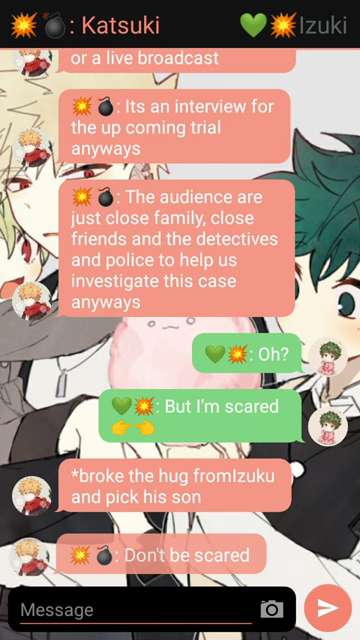 💥💣: Katsuki
💚💥Izuki
or a live broadcast
💥💣: Its an interview for
the up coming trial
anyways
💥💣: The audience are
just close family, close
friends and the detectives
and police to help us
investigate this case
anyways
💚💥: Oh?
💚💥: But I'm scared
👉👈
*broke the hug fromIzuku
and pick his son
💥💣: Don't be scared
Message